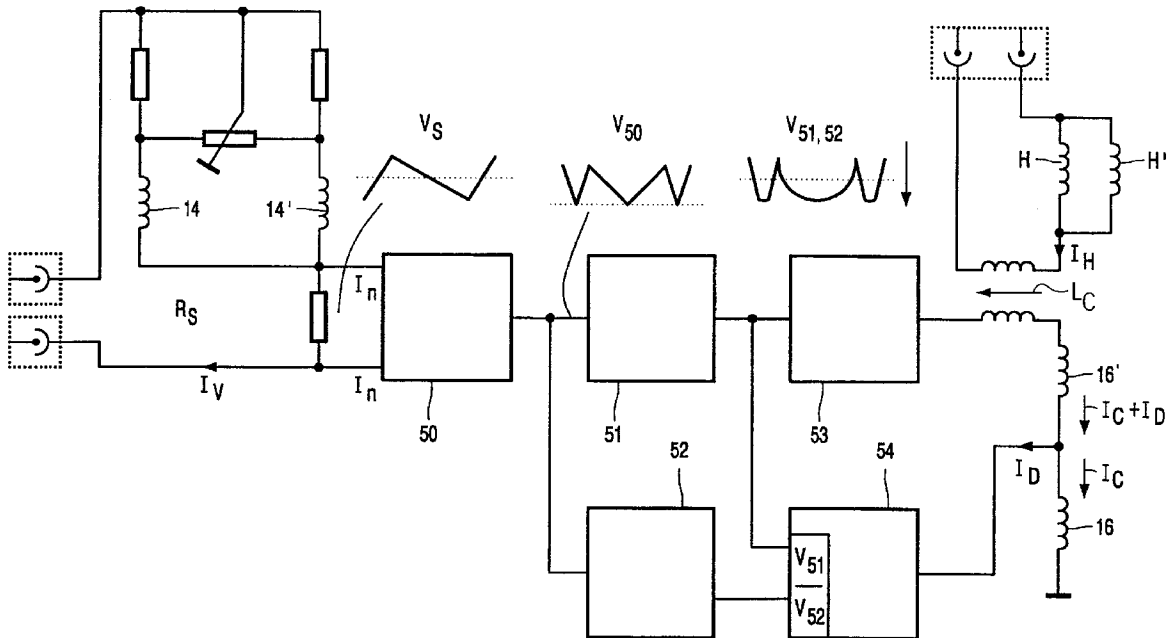 V_S
V_50
V_51, 52
H
H'
14
14'
I_n
I_H
R_S
L_C
I_V
I_n
50
51
53
16'
I_C+I_D
52
54
I_D
I_C
16
V_51
V_52